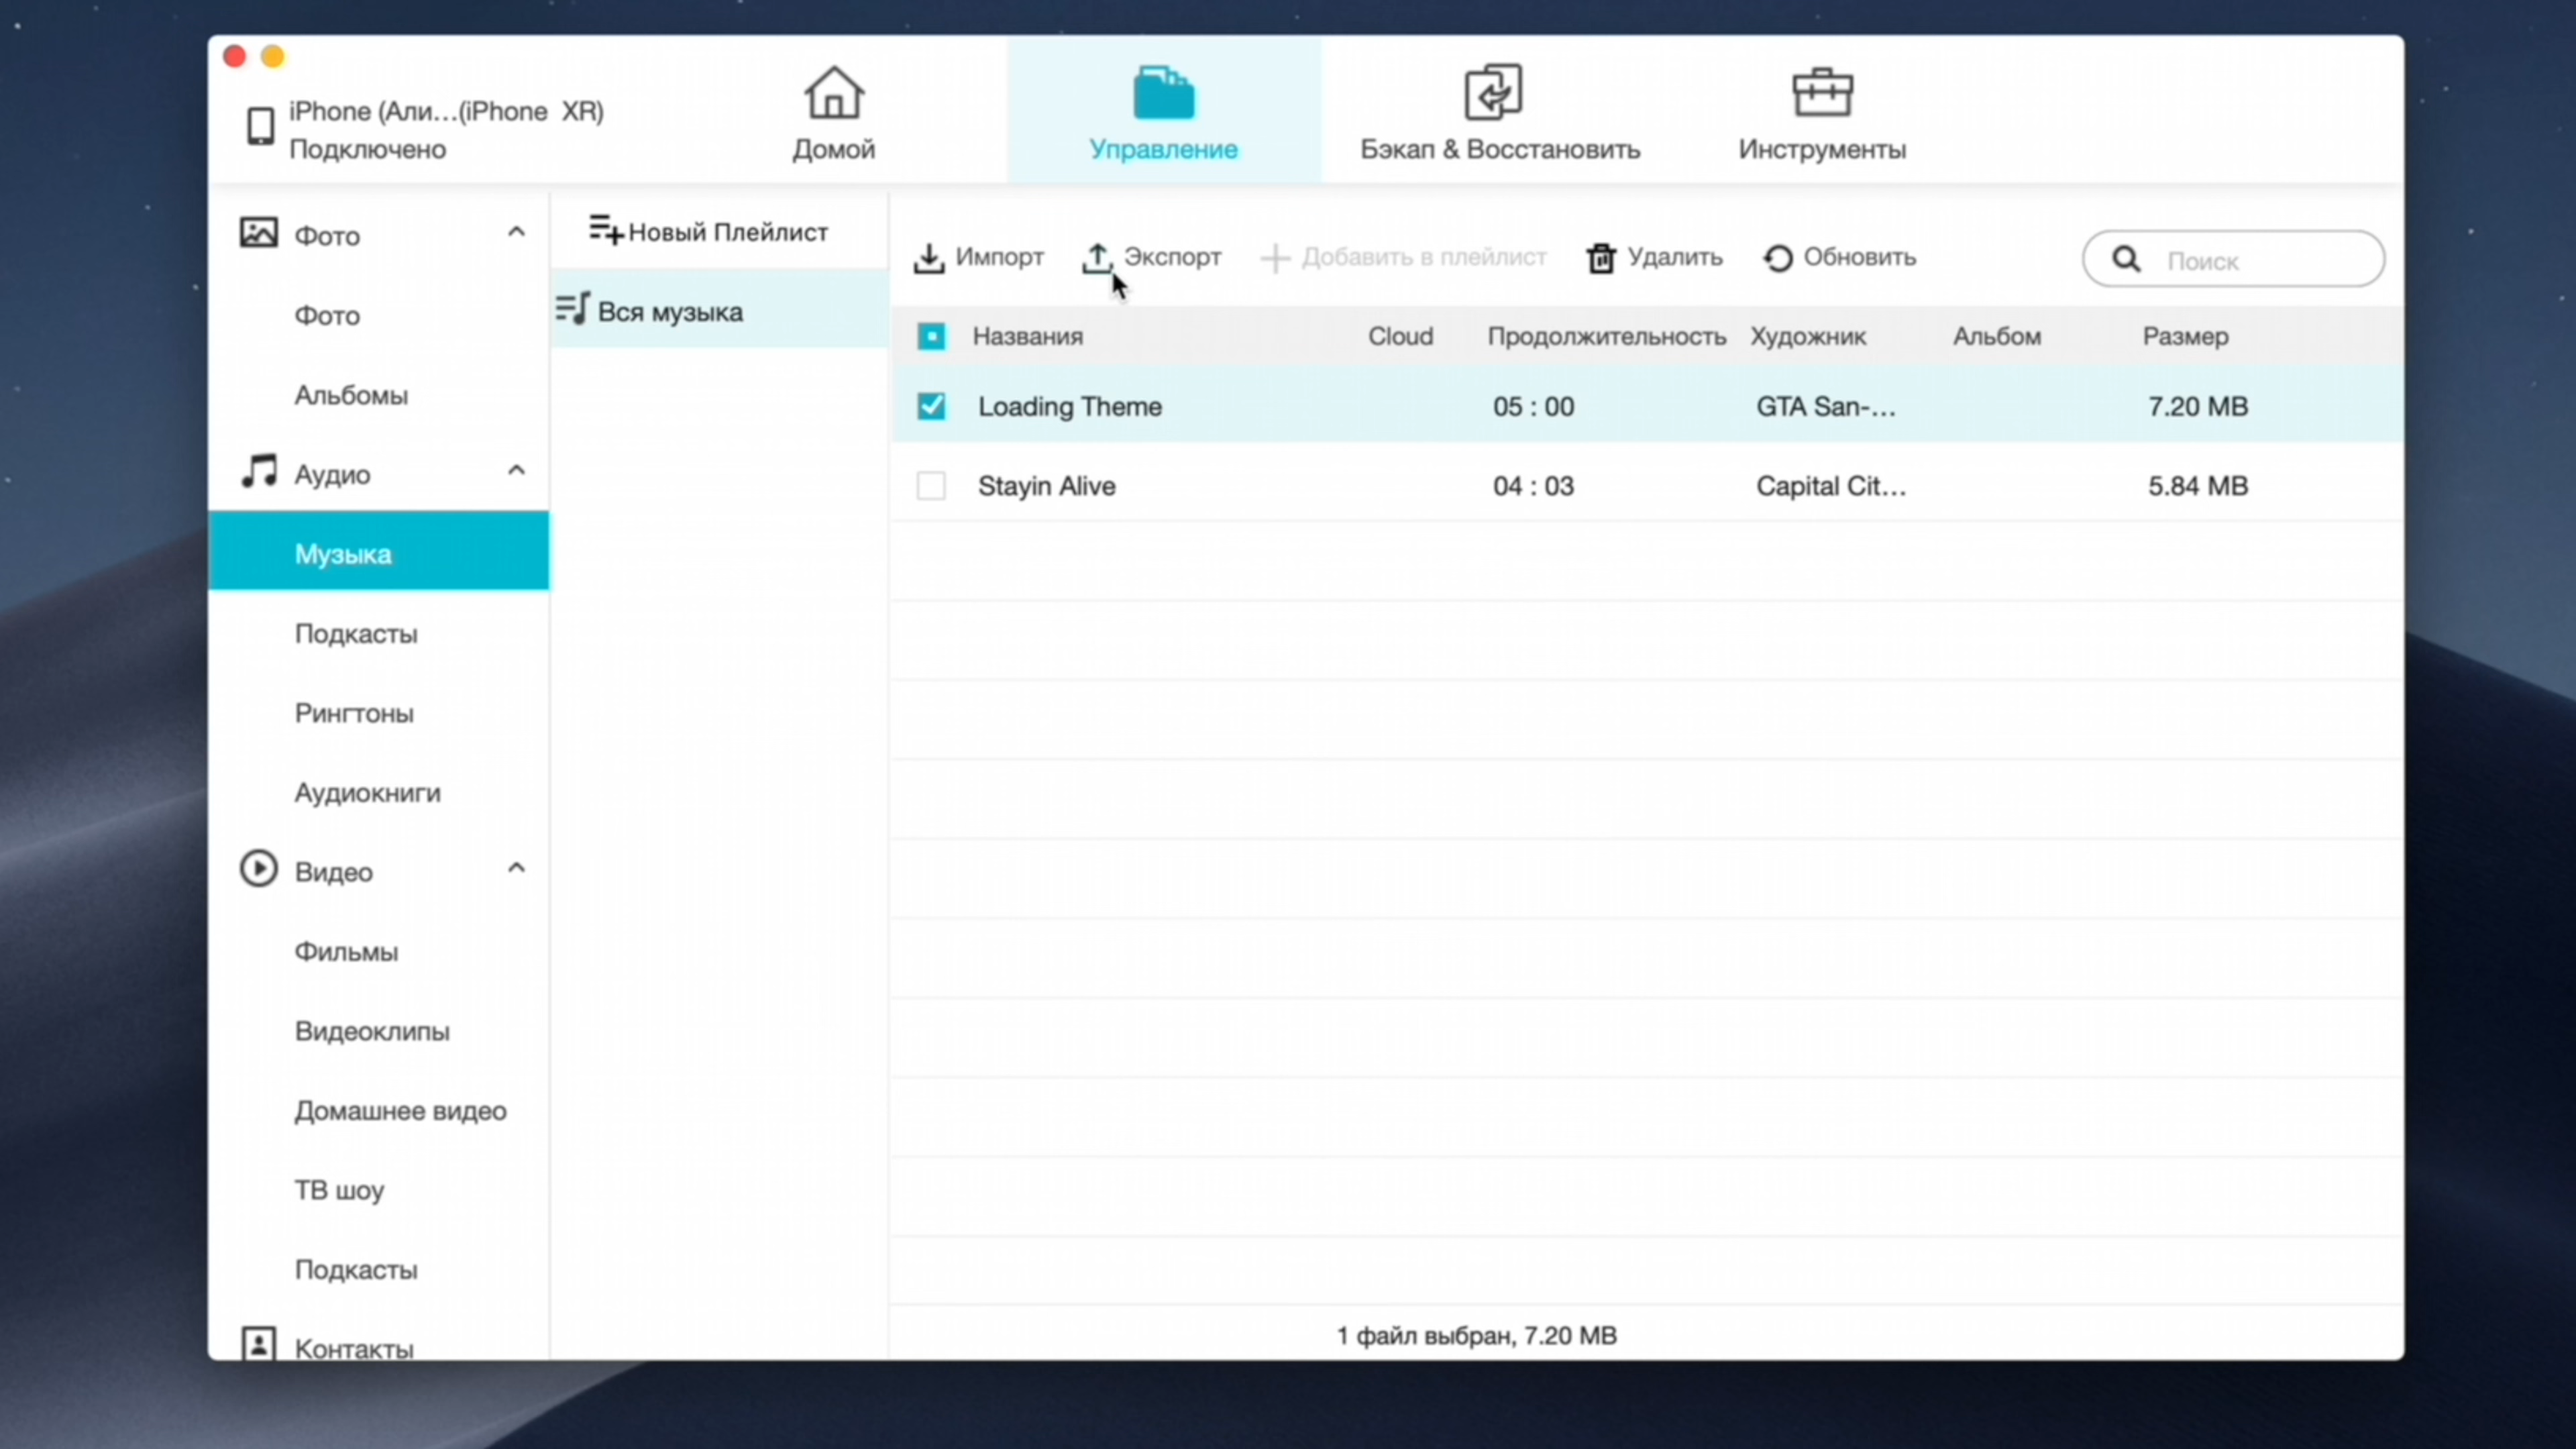 iPhone (Али...(iPhone XR)
Подключено
Домой
Управление
Бэкап & Восстановить
Инструменты
Фото
Фото
Альбомы
Аудио
Музыка
Подкасты
Рингтоны
Аудиокниги
Видео
Фильмы
Видеоклипы
Домашнее видео
ТВ шоу
Подкасты
Контакты
Новый Плейлист
Вся музыка
Импорт Экспорт Добавить в плейлист Удалить Обновить Поиск
Названия Cloud Продолжительность Художник Альбом Размер
Loading Theme 05 : 00 GTA San-... 7.20 MB
Stayin Alive 04 : 03 Capital Cit... 5.84 MB
1 файл выбран, 7.20 MB